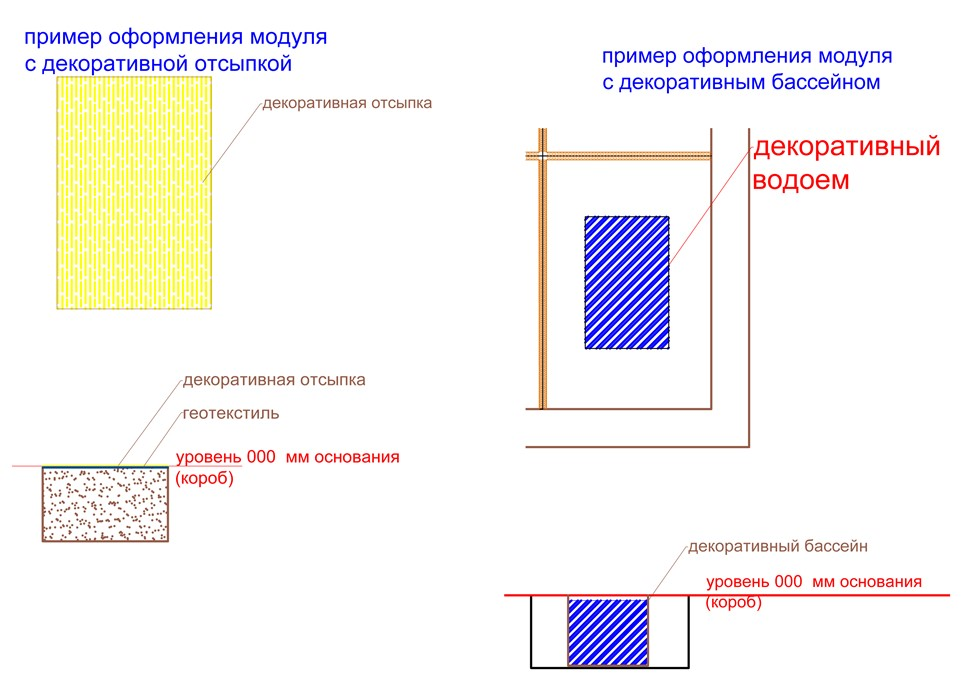 пример оформления модуля
с декоративной отсыпкой
декоративная отсыпка
декоративная отсыпка
геотекстиль
уровень 000 мм основания
(короб)
пример оформления модуля
с декоративным бассейном
декоративный
водоем
декоративный бассейн
уровень 000 мм основания
(короб)